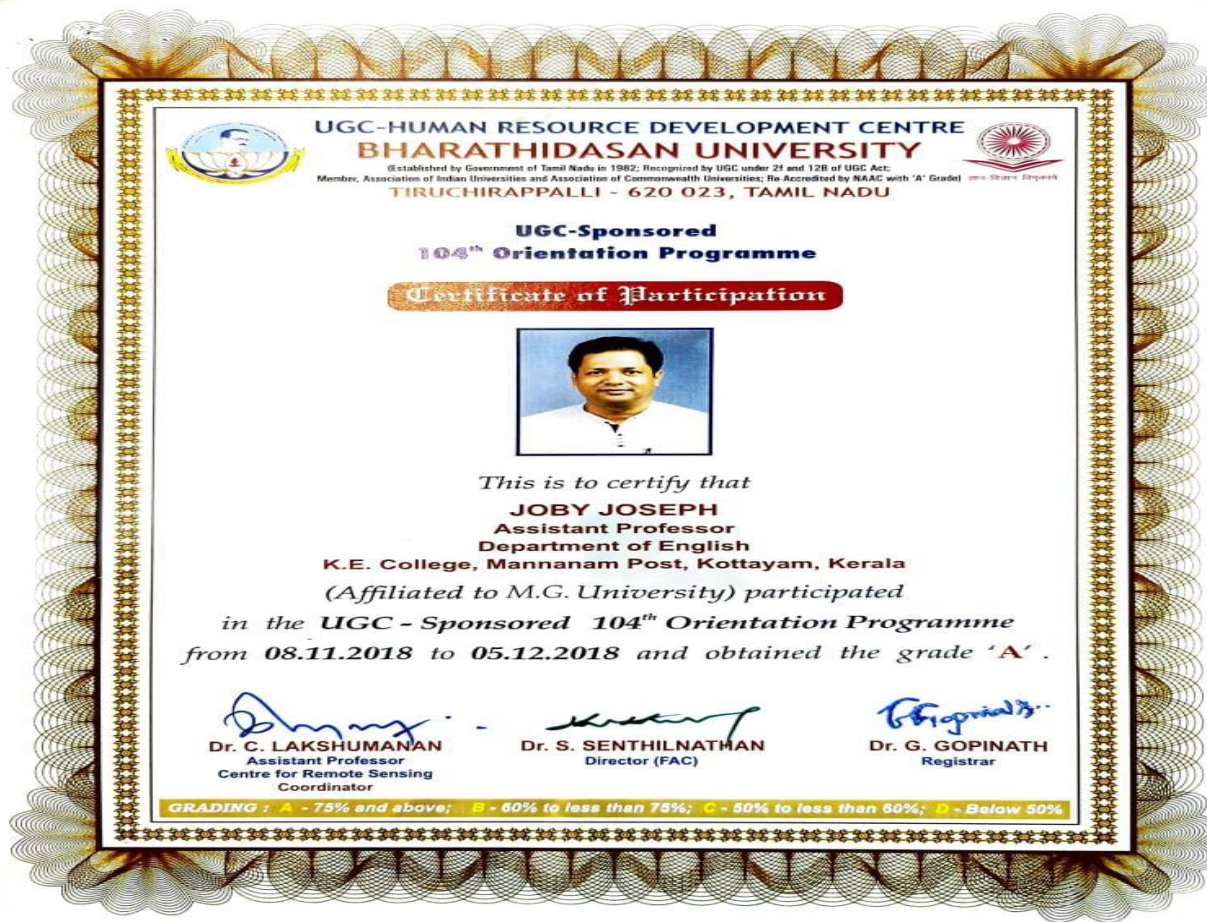 UGC-HUMAN RESOURCE DEVELOPMENT CENTRE
BHARATHIDASAN UNIVERSITY
(Established by Government of Tamil Nadu in 1982; Recognized by UGC under 2f and 12B of UGC Act;
Member, Association of Indian Universities and Association of Commonwealth Universities; Re-Accredited by NAAC with 'A' Grade)
ज्ञान-विज्ञान विमुक्तये
TIRUCHIRAPPALLI - 620 023, TAMIL NADU
UGC-Sponsored
104th Orientation Programme
Certificate of Participation
This is to certify that
JOBY JOSEPH
Assistant Professor
Department of English
K.E. College, Mannanam Post, Kottayam, Kerala
(Affiliated to M.G. University) participated
in the UGC - Sponsored 104th Orientation Programme
from 08.11.2018 to 05.12.2018 and obtained the grade 'A' .
Dr. C. LAKSHUMANAN
Assistant Professor
Centre for Remote Sensing
Coordinator
Dr. S. SENTHILNATHAN
Director (FAC)
Dr. G. GOPINATH
Registrar
GRADING : A - 75% and above; B - 60% to less than 75%; C - 50% to less than 60%; D - Below 50%